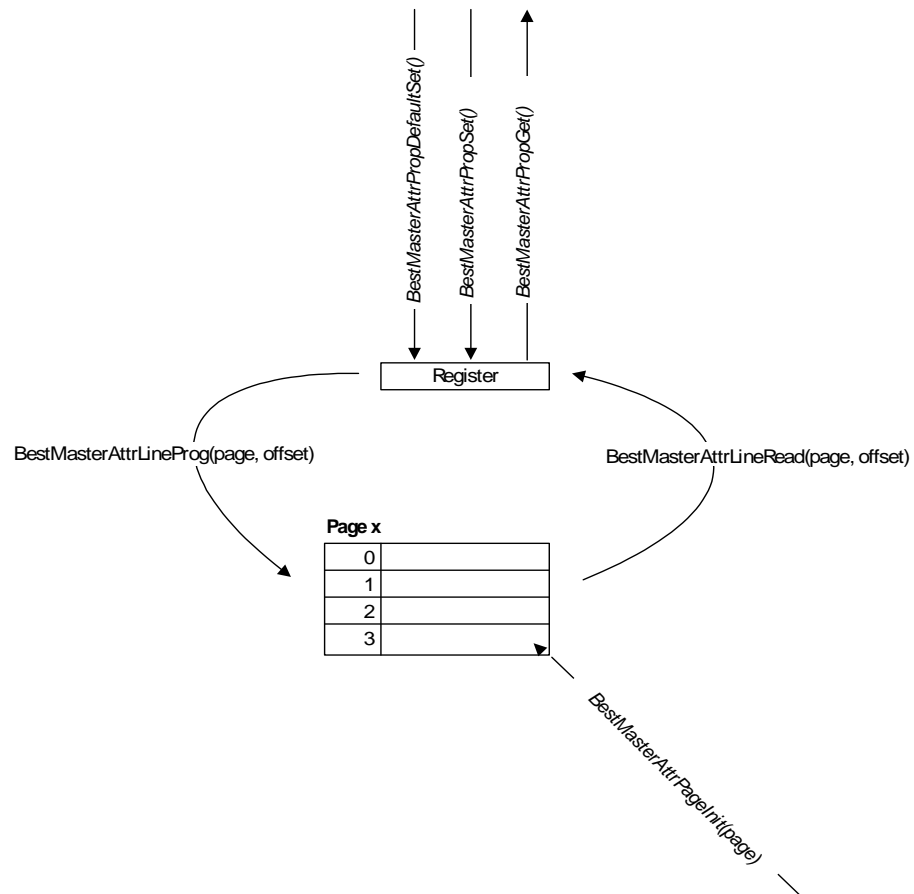 BestMasterAttrPropDefaultSet()
BestMasterAttrPropSet()
BestMasterAttrPropGet()
Register
BestMasterAttrLineProg(page, offset)
BestMasterAttrLineRead(page, offset)
Page x
0
1
2
3
BestMasterAttrPageInit(page)